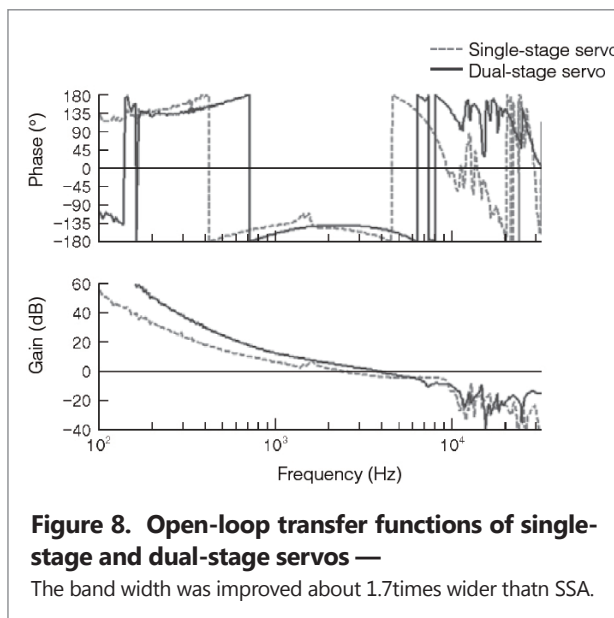 Single-stage servo
Dual-stage servo
180
135
90
45
0
−45
−90
−135
−180
Phase (°)
60
40
20
0
−20
−40
Gain (dB)
10² 10³ 10⁴
Frequency (Hz)
Figure 8. Open-loop transfer functions of single-
stage and dual-stage servos —
The band width was improved about 1.7times wider thatn SSA.